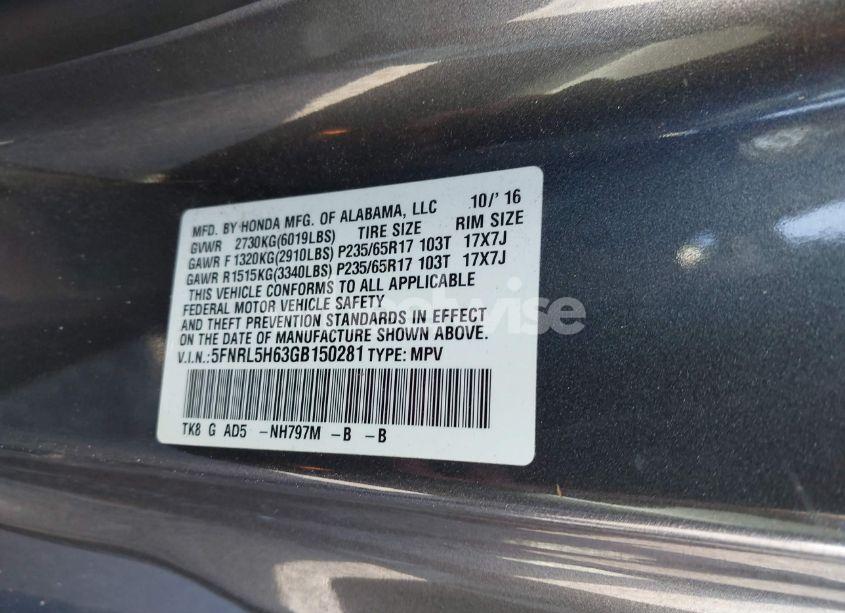 MFD. BY HONDA MFG. OF ALABAMA, LLC 10/' 16
GVWR 2730KG(6019LBS) TIRE SIZE RIM SIZE
GAWR F1320KG(2910LBS) P235/65R17 103T 17X7J
GAWR R1515KG(3340LBS) P235/65R17 103T 17X7J
THIS VEHICLE CONFORMS TO ALL APPLICABLE
FEDERAL MOTOR VEHICLE SAFETY
AND THEFT PREVENTION STANDARDS IN EFFECT
ON THE DATE OF MANUFACTURE SHOWN ABOVE.
V.I.N.: 5FNRL5H63GB150281 TYPE: MPV
TK8 G AD5 -NH797M -B -B